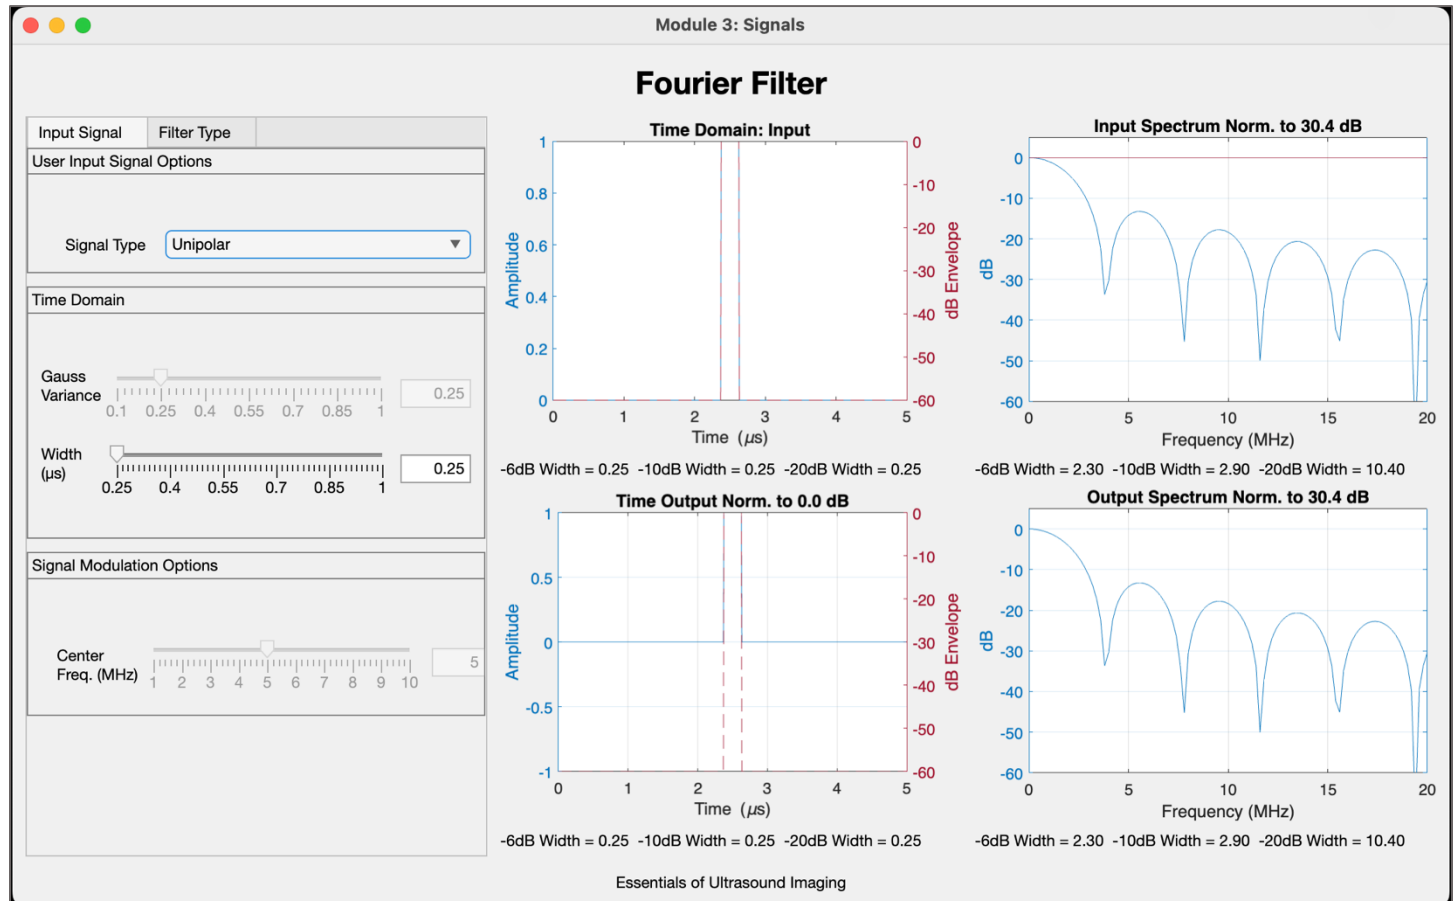 Module 3: Signals
Fourier Filter
Input Signal Filter Type
User Input Signal Options
Signal Type Unipolar
Time Domain
Gauss
Variance
0.25
0.1 0.25 0.4 0.55 0.7 0.85 1
Width
(µs)
0.25
0.25 0.4 0.55 0.7 0.85 1
Signal Modulation Options
Center
Freq. (MHz)
5
1 2 3 4 5 6 7 8 9 10
Time Domain: Input
1
0.8
0.6
0.4
0.2
0
Amplitude
0
-10
-20
-30
-40
-50
-60
dB Envelope
0 1 2 3 4 5
Time (µs)
-6dB Width = 0.25 -10dB Width = 0.25 -20dB Width = 0.25
Input Spectrum Norm. to 30.4 dB
0
-10
-20
-30
-40
-50
-60
dB
0 5 10 15 20
Frequency (MHz)
-6dB Width = 2.30 -10dB Width = 2.90 -20dB Width = 10.40
Time Output Norm. to 0.0 dB
1
0.5
0
-0.5
-1
Amplitude
0
-10
-20
-30
-40
-50
-60
dB Envelope
0 1 2 3 4 5
Time (µs)
-6dB Width = 0.25 -10dB Width = 0.25 -20dB Width = 0.25
Output Spectrum Norm. to 30.4 dB
0
-10
-20
-30
-40
-50
-60
dB
0 5 10 15 20
Frequency (MHz)
-6dB Width = 2.30 -10dB Width = 2.90 -20dB Width = 10.40
Essentials of Ultrasound Imaging